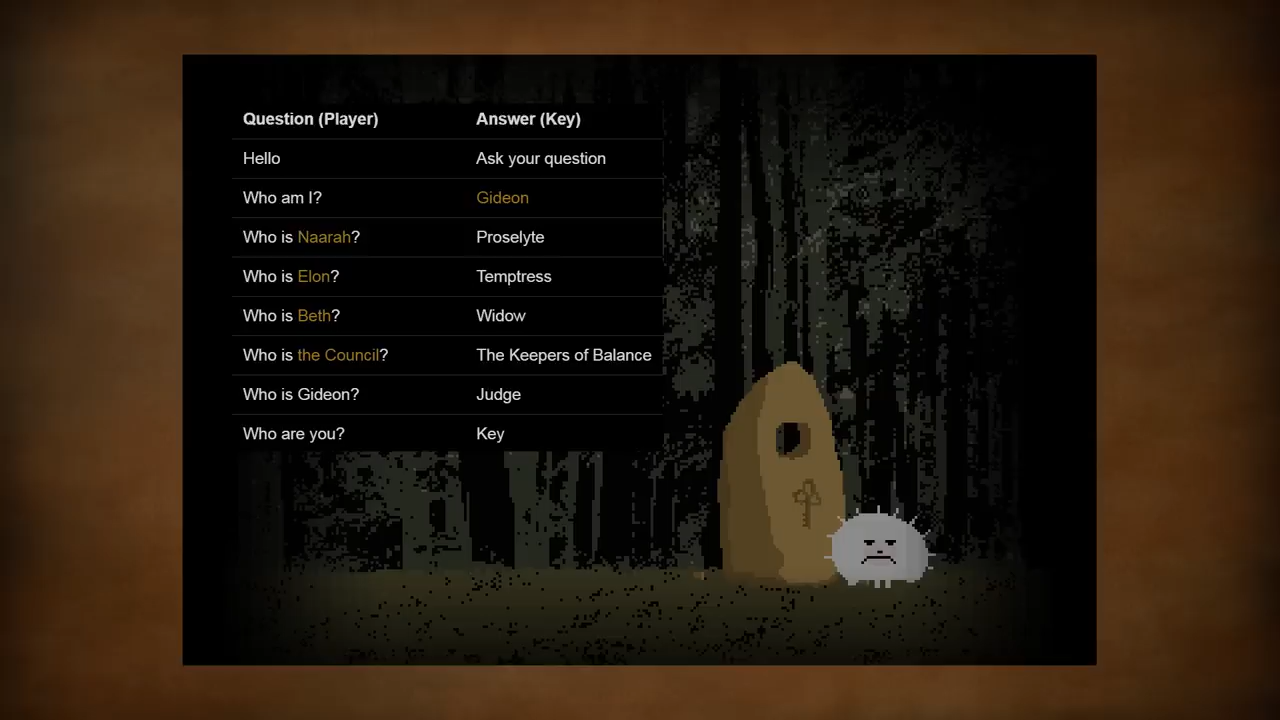 Question (Player) Answer (Key)
Hello Ask your question
Who am I? Gideon
Who is Naarah? Proselyte
Who is Elon? Temptress
Who is Beth? Widow
Who is the Council? The Keepers of Balance
Who is Gideon? Judge
Who are you? Key